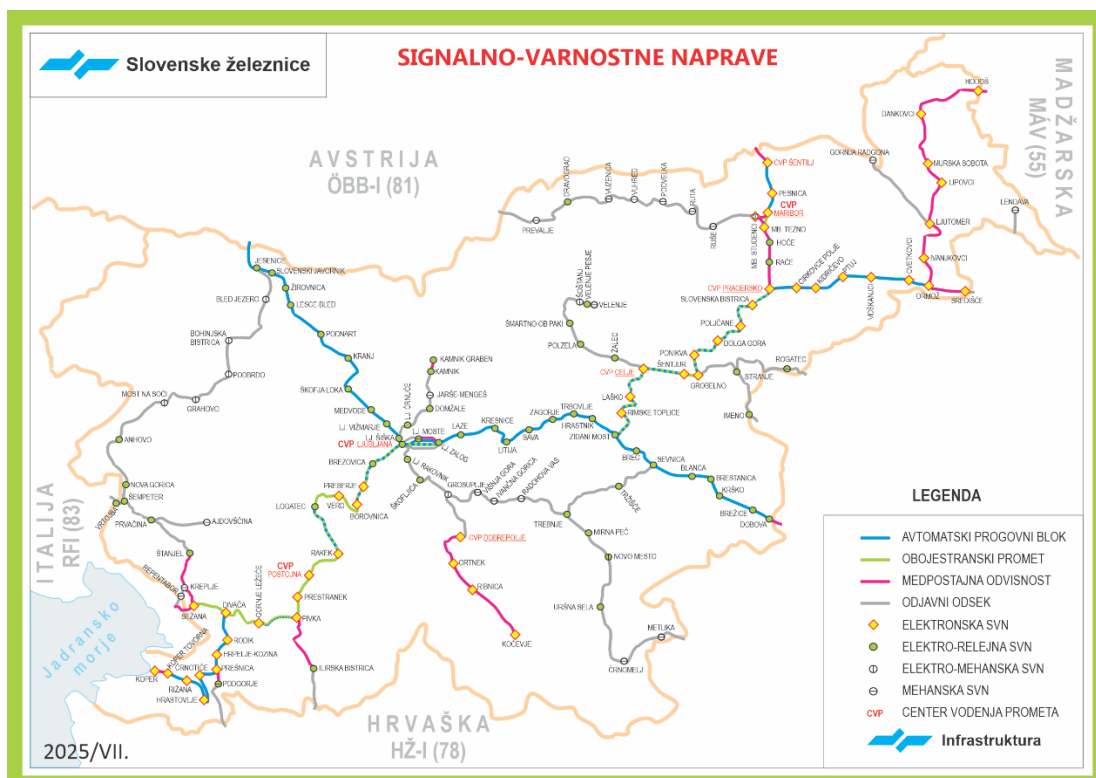 Slovenske železnice
SIGNALNO-VARNOSTNE NAPRAVE
AVSTRIJA
ÖBB-I (81)
MADŽARSKA
MÁV (55)
ITALIJA
RFI (83)
HRVAŠKA
HŽ-I (78)
Jadransko
morje
HODOŠ
DANKOVCI
GORNJA RADGONA
MURSKA SOBOTA
LIPOVCI
LENDAVA
LJUTOMER
IVANJKOVCI
CVETKOVCI
ORMOŽ
SREDIŠČE
MOŠKANJCI
PTUJ
KIDRIČEVO
CIRKOVCE POLJE
CVP ŠENTILJ
PESNICA
CVP
MARIBOR
MB. TEZNO
MB. STUDENCI
HOČE
RAČE
CVP PRAGERSKO
SLOVENSKA BISTRICA
POLJČANE
DOLGA GORA
PONIKVA
ŠENTJUR
GROBELNO
ROGATEC
STRANJE
IMENO
DRAVOGRAD
VUZENICA
VUHRED
PODVELKA
RUTA
RUŠE
PREVALJE
ŠOŠTANJ
VELENJE PESJE
VELENJE
ŠMARTNO OB PAKI
POLZELA
ŽALEC
CVP CELJE
LAŠKO
RIMSKE TOPLICE
JESENICE
SLOVENSKI JAVORNIK
ŽIROVNICA
LESCE-BLED
BLED JEZERO
BOHINJSKA
BISTRICA
PODBRDO
GRAHOVO
MOST NA SOČI
PODNART
KRANJ
ŠKOFJA LOKA
MEDVODE
LJ. VIŽMARJE
LJ. ŠIŠKA
CVP LJUBLJANA
KAMNIK GRABEN
KAMNIK
JARŠE-MENGEŠ
DOMŽALE
LJ. ČRNUČE
LJ. MOSTE
LJ. ZALOG
LAZE
KRESNICE
LITIJA
SAVA
ZAGORJE
TRBOVLJE
HRASTNIK
ZIDANI MOST
BREG
SEVNICA
BLANCA
BRESTANICA
KRŠKO
BREŽICE
DOBOVA
BREZOVICA
PRESERJE
BOROVNICA
VERD
LOGATEC
RAKEK
CVP
POSTOJNA
PRESTRANEK
PIVKA
ILIRSKA BISTRICA
GORNJE LEŽEČE
DIVAČA
LJ. RAKOVNIK
ŠKOFLJICA
GROSUPLJE
VIŠNJA GORA
IVANČNA GORICA
RADOHOVA VAS
TREBNJE
TRŽIŠČE
MIRNA PEČ
NOVO MESTO
URŠNA SELA
METLIKA
ČRNOMELJ
CVP DOBREPOLJE
ORTNEK
RIBNICA
KOČEVJE
ANHOVO
NOVA GORICA
ŠEMPETER
VRTOJBA
PRVAČINA
AJDOVŠČINA
ŠTANJEL
REPENTABOR
KREPLJE
SEŽANA
RODIK
HRPELJE-KOZINA
PREŠNICA
PODGORJE
KOPER TOVORNA
ČRNOTIČE
KOPER
RIŽANA
HRASTOVLJE
LEGENDA
AVTOMATSKI PROGOVNI BLOK
OBOJESTRANSKI PROMET
MEDPOSTAJNA ODVISNOST
ODJAVNI ODSEK
ELEKTRONSKA SVN
ELEKTRO-RELEJNA SVN
ELEKTRO-MEHANSKA SVN
MEHANSKA SVN
CVP CENTER VODENJA PROMETA
Infrastruktura
2025/VII.